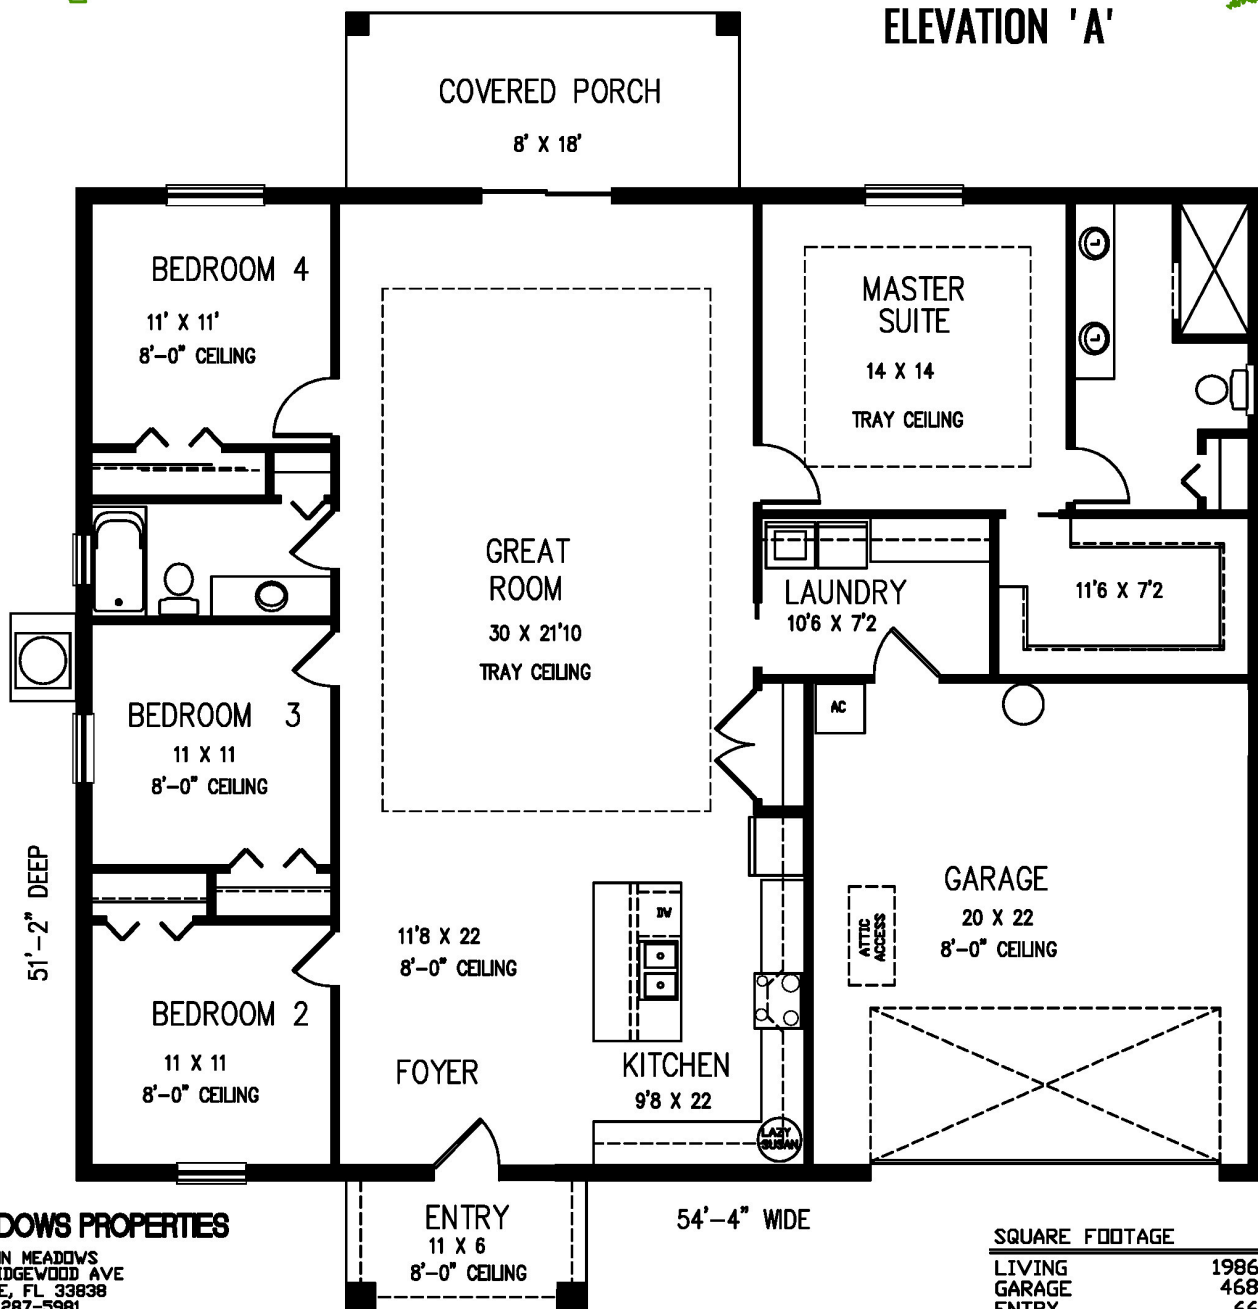 ELEVATION 'A'
COVERED PORCH
8' X 18'
BEDROOM 4
11' X 11'
8'-0" CEILING
MASTER
SUITE
14 X 14
TRAY CEILING
GREAT
ROOM
30 X 21'10
TRAY CEILING
LAUNDRY
10'6 X 7'2
11'6 X 7'2
BEDROOM 3
11 X 11
8'-0" CEILING
AC
51'-2" DEEP
GARAGE
20 X 22
8'-0" CEILING
ATTIC
ACCESS
DW
11'8 X 22
8'-0" CEILING
BEDROOM 2
11 X 11
8'-0" CEILING
FOYER
KITCHEN
9'8 X 22
LAZY
SUSAN
ENTRY
11 X 6
8'-0" CEILING
54'-4" WIDE
DOWS PROPERTIES
N MEADOWS
IDGEWOOD AVE
E, FL 33838
287-5981
SQUARE FOOTAGE
LIVING 1986
GARAGE 468
ENTRY 66